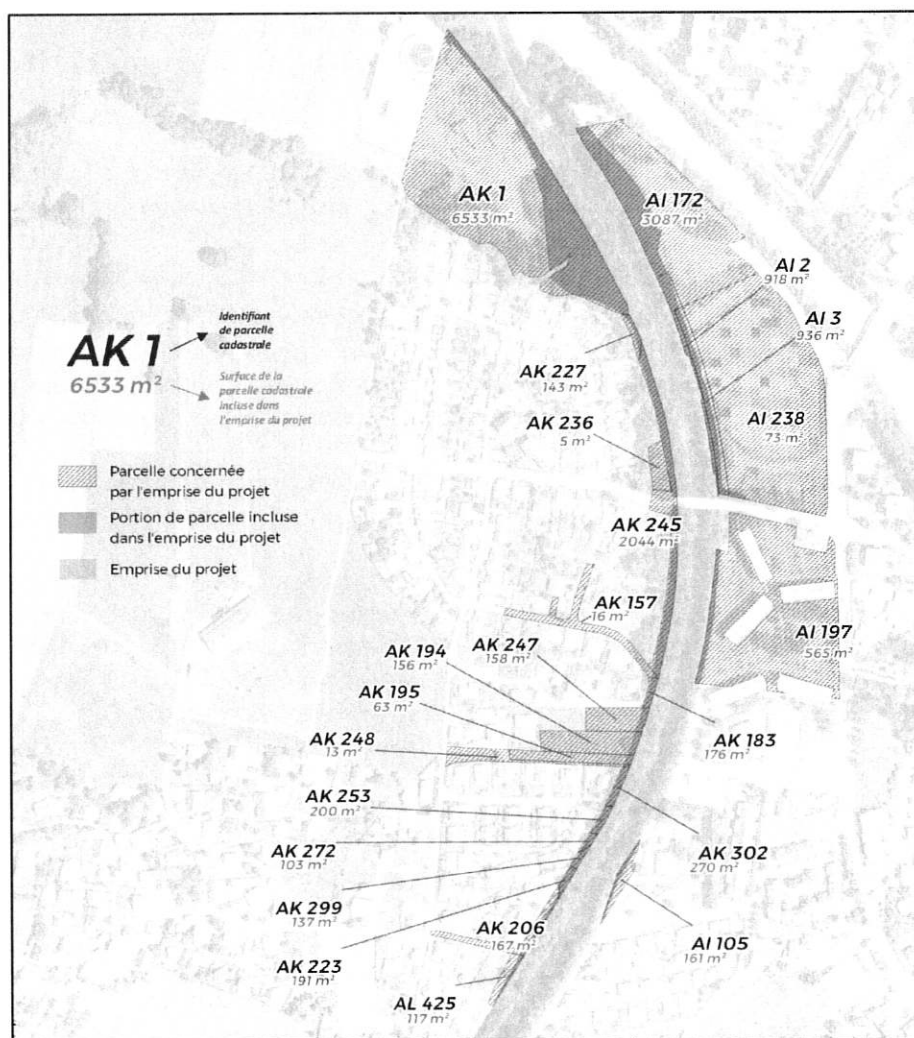 AK 1
6533 m²
AI 172
3087 m²
AI 2
918 m²
AI 3
936 m²
Identifiant
de parcelle
cadastrale
AK 1
6533 m²
Surface de la
parcelle cadastrale
incluse dans
l'emprise du projet
AK 227
143 m²
AK 236
5 m²
AI 238
73 m²
Parcelle concernée
par l'emprise du projet
Portion de parcelle incluse
dans l'emprise du projet
Emprise du projet
AK 245
2044 m²
AK 157
16 m²
AK 247
158 m²
AK 194
156 m²
AI 197
565 m²
AK 195
63 m²
AK 248
13 m²
AK 183
176 m²
AK 253
200 m²
AK 272
103 m²
AK 302
270 m²
AK 299
137 m²
AK 206
167 m²
AI 105
161 m²
AK 223
191 m²
AL 425
117 m²